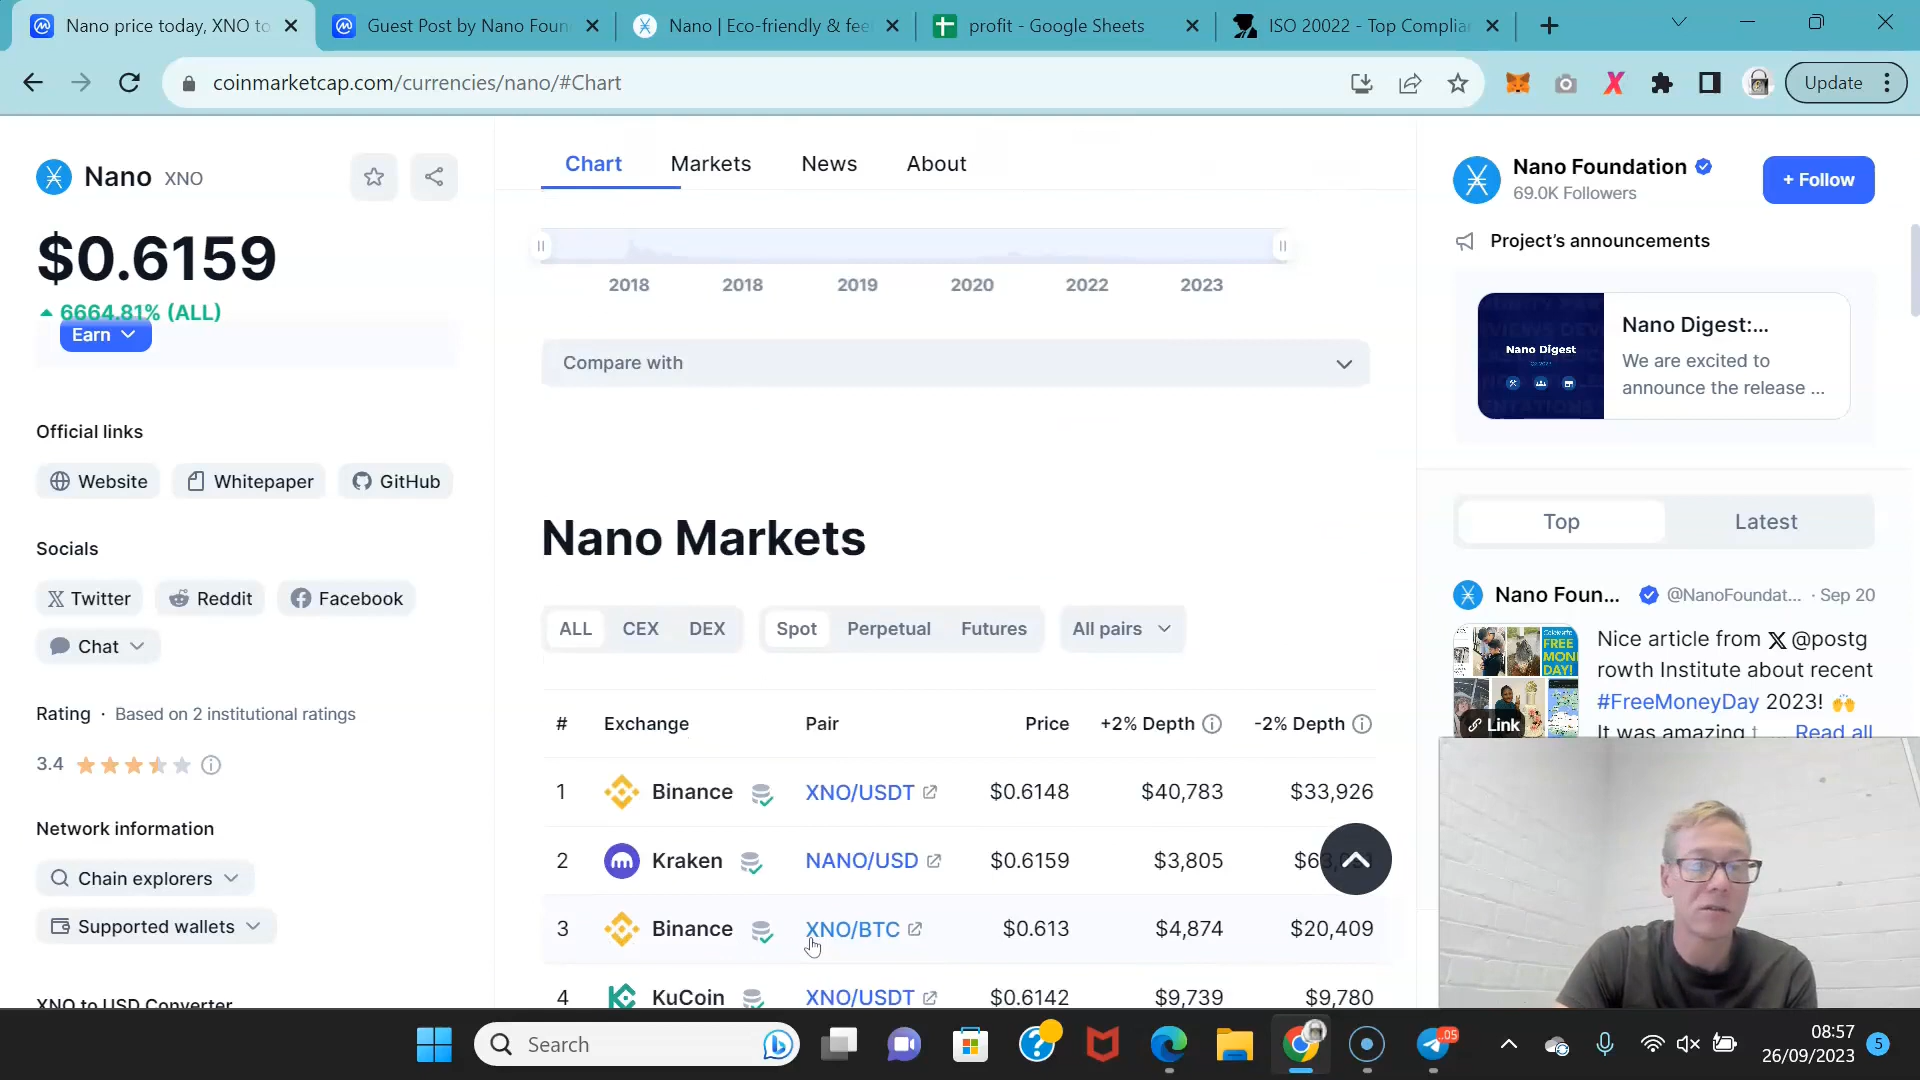 Nano price today, XNO to
Guest Post by Nano Foun
Nano | Eco-friendly & fee
profit - Google Sheets
ISO 20022 - Top Complia
coinmarketcap.com/currencies/nano/#Chart
Update
Nano XNO
$0.6159
6664.81% (ALL)
Earn
Official links
Website
Whitepaper
GitHub
Socials
Twitter
Reddit
Facebook
Chat
Rating · Based on 2 institutional ratings
3.4
Network information
Chain explorers
Supported wallets
XNO to USD Converter
Chart
Markets
News
About
2018
2018
2019
2020
2022
2023
Compare with
Nano Markets
ALL
CEX
DEX
Spot
Perpetual
Futures
All pairs
# Exchange Pair Price +2% Depth -2% Depth
1 Binance XNO/USDT $0.6148 $40,783 $33,926
2 Kraken NANO/USD $0.6159 $3,805
3 Binance XNO/BTC $0.613 $4,874 $20,409
4 KuCoin XNO/USDT $0.6142 $9,739 $9,780
Nano Foundation
69.0K Followers
+ Follow
Project's announcements
Nano Digest
Nano Digest:...
We are excited to
announce the release ...
Top
Latest
Nano Foun... @NanoFoundat... · Sep 20
FREE
MON
DAY!
Link
Nice article from X @postg
rowth Institute about recent
#FreeMoneyDay 2023! 🙌
It was amazing t... Read all
Search
.05
08:57
26/09/2023
5